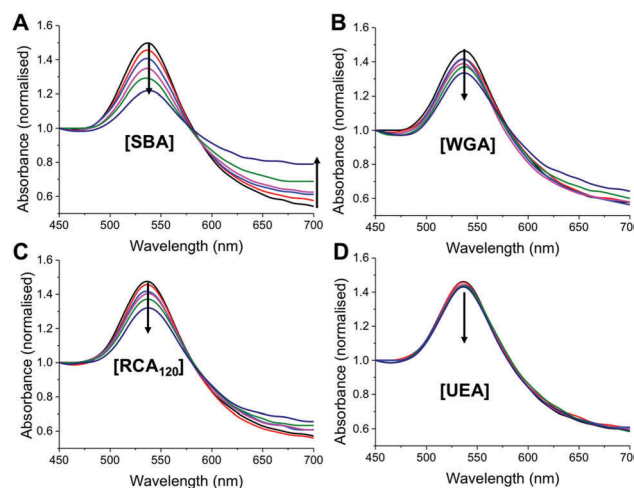 A
Absorbance (normalised)
1.6
1.4
1.2
1.0
0.8
0.6
[SBA]
450 500 550 600 650 700
Wavelength (nm)
B
Absorbance (normalised)
1.6
1.4
1.2
1.0
0.8
0.6
[WGA]
450 500 550 600 650 700
Wavelength (nm)
C
Absorbance (normalised)
1.6
1.4
1.2
1.0
0.8
0.6
[RCA₁₂₀]
450 500 550 600 650 700
Wavelength (nm)
D
Absorbance (normalised)
1.6
1.4
1.2
1.0
0.8
0.6
[UEA]
450 500 550 600 650 700
Wavelength (nm)